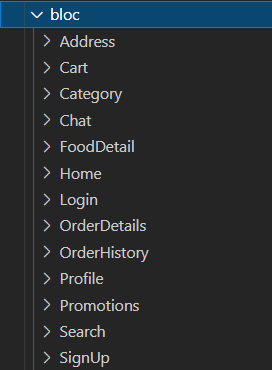 bloc
Address
Cart
Category
Chat
FoodDetail
Home
Login
OrderDetails
OrderHistory
Profile
Promotions
Search
SignUp